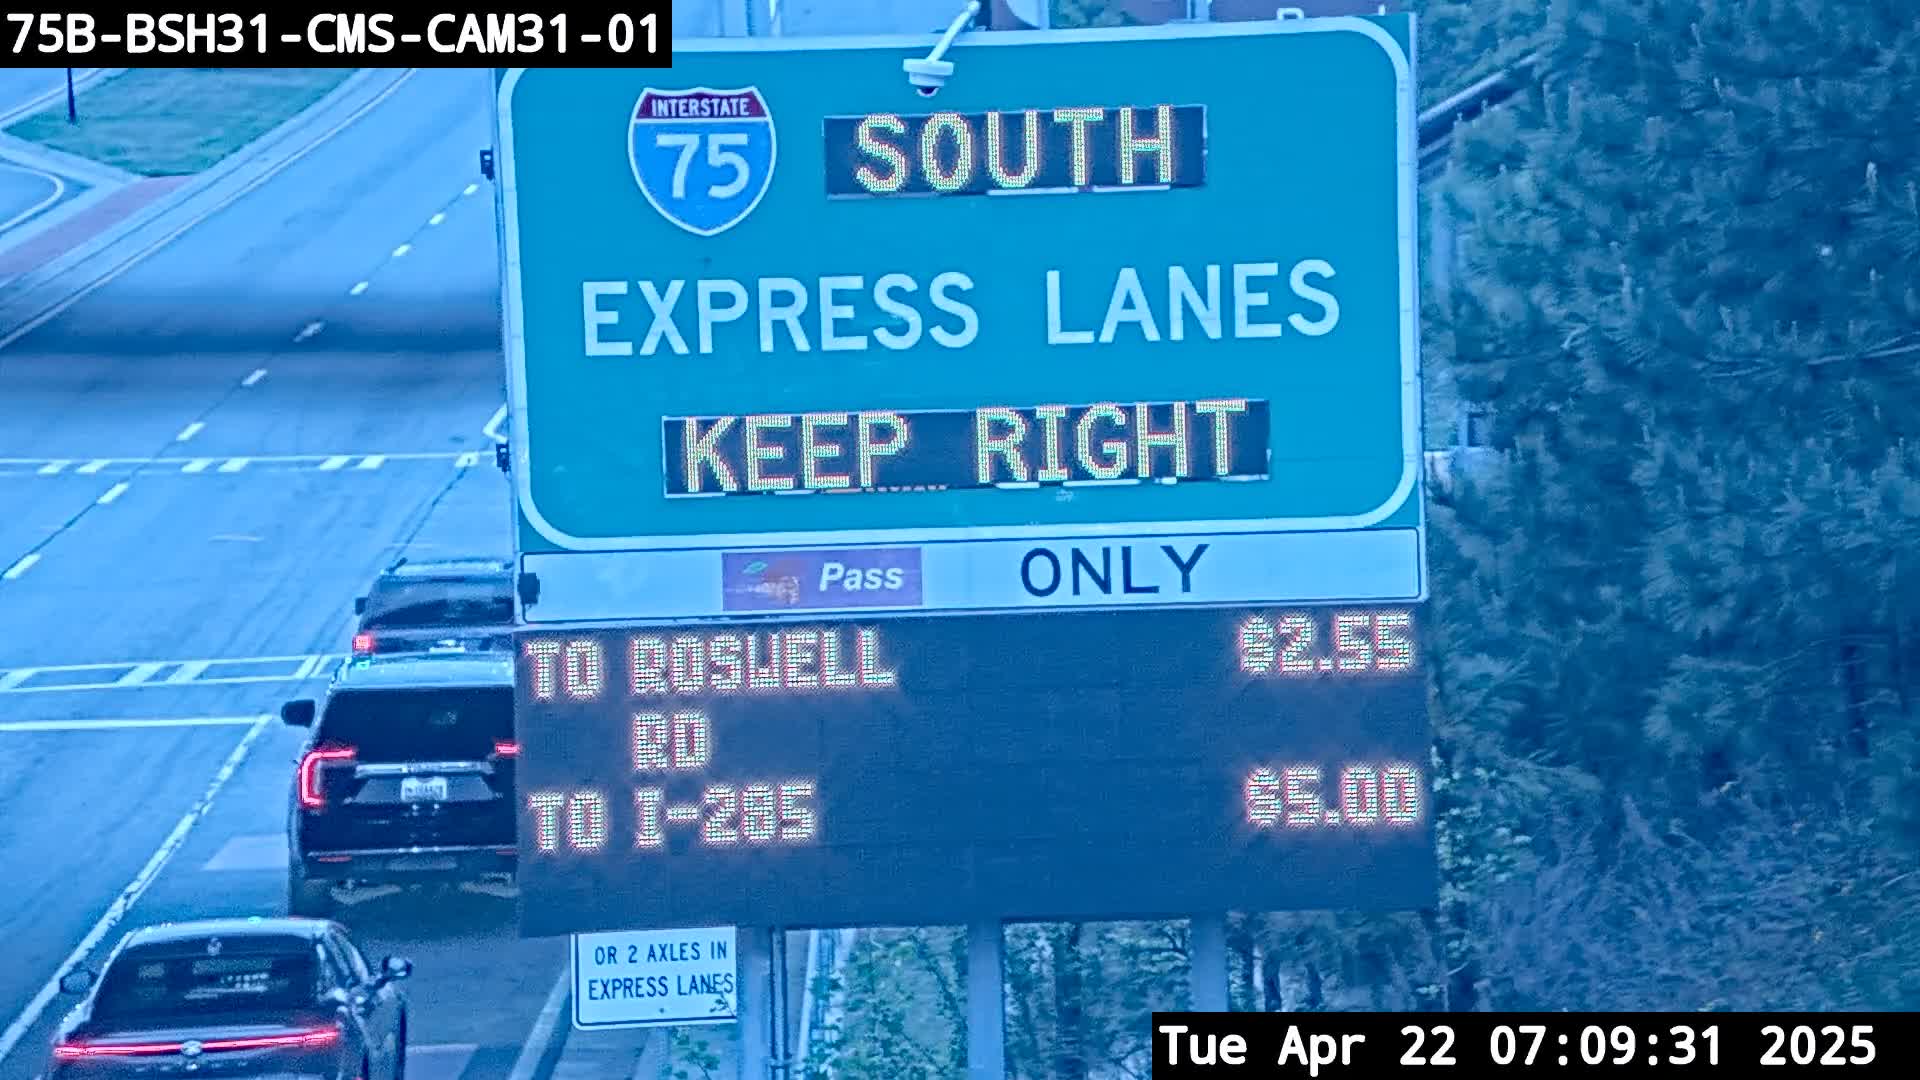 75B-BSH31-CMS-CAM31-01
INTERSTATE
75
SOUTH
EXPRESS LANES
KEEP RIGHT
Pass ONLY
TO ROSWELL $2.55
RD
TO I-285 $5.00
OR 2 AXLES IN
EXPRESS LANES
Tue Apr 22 07:09:31 2025